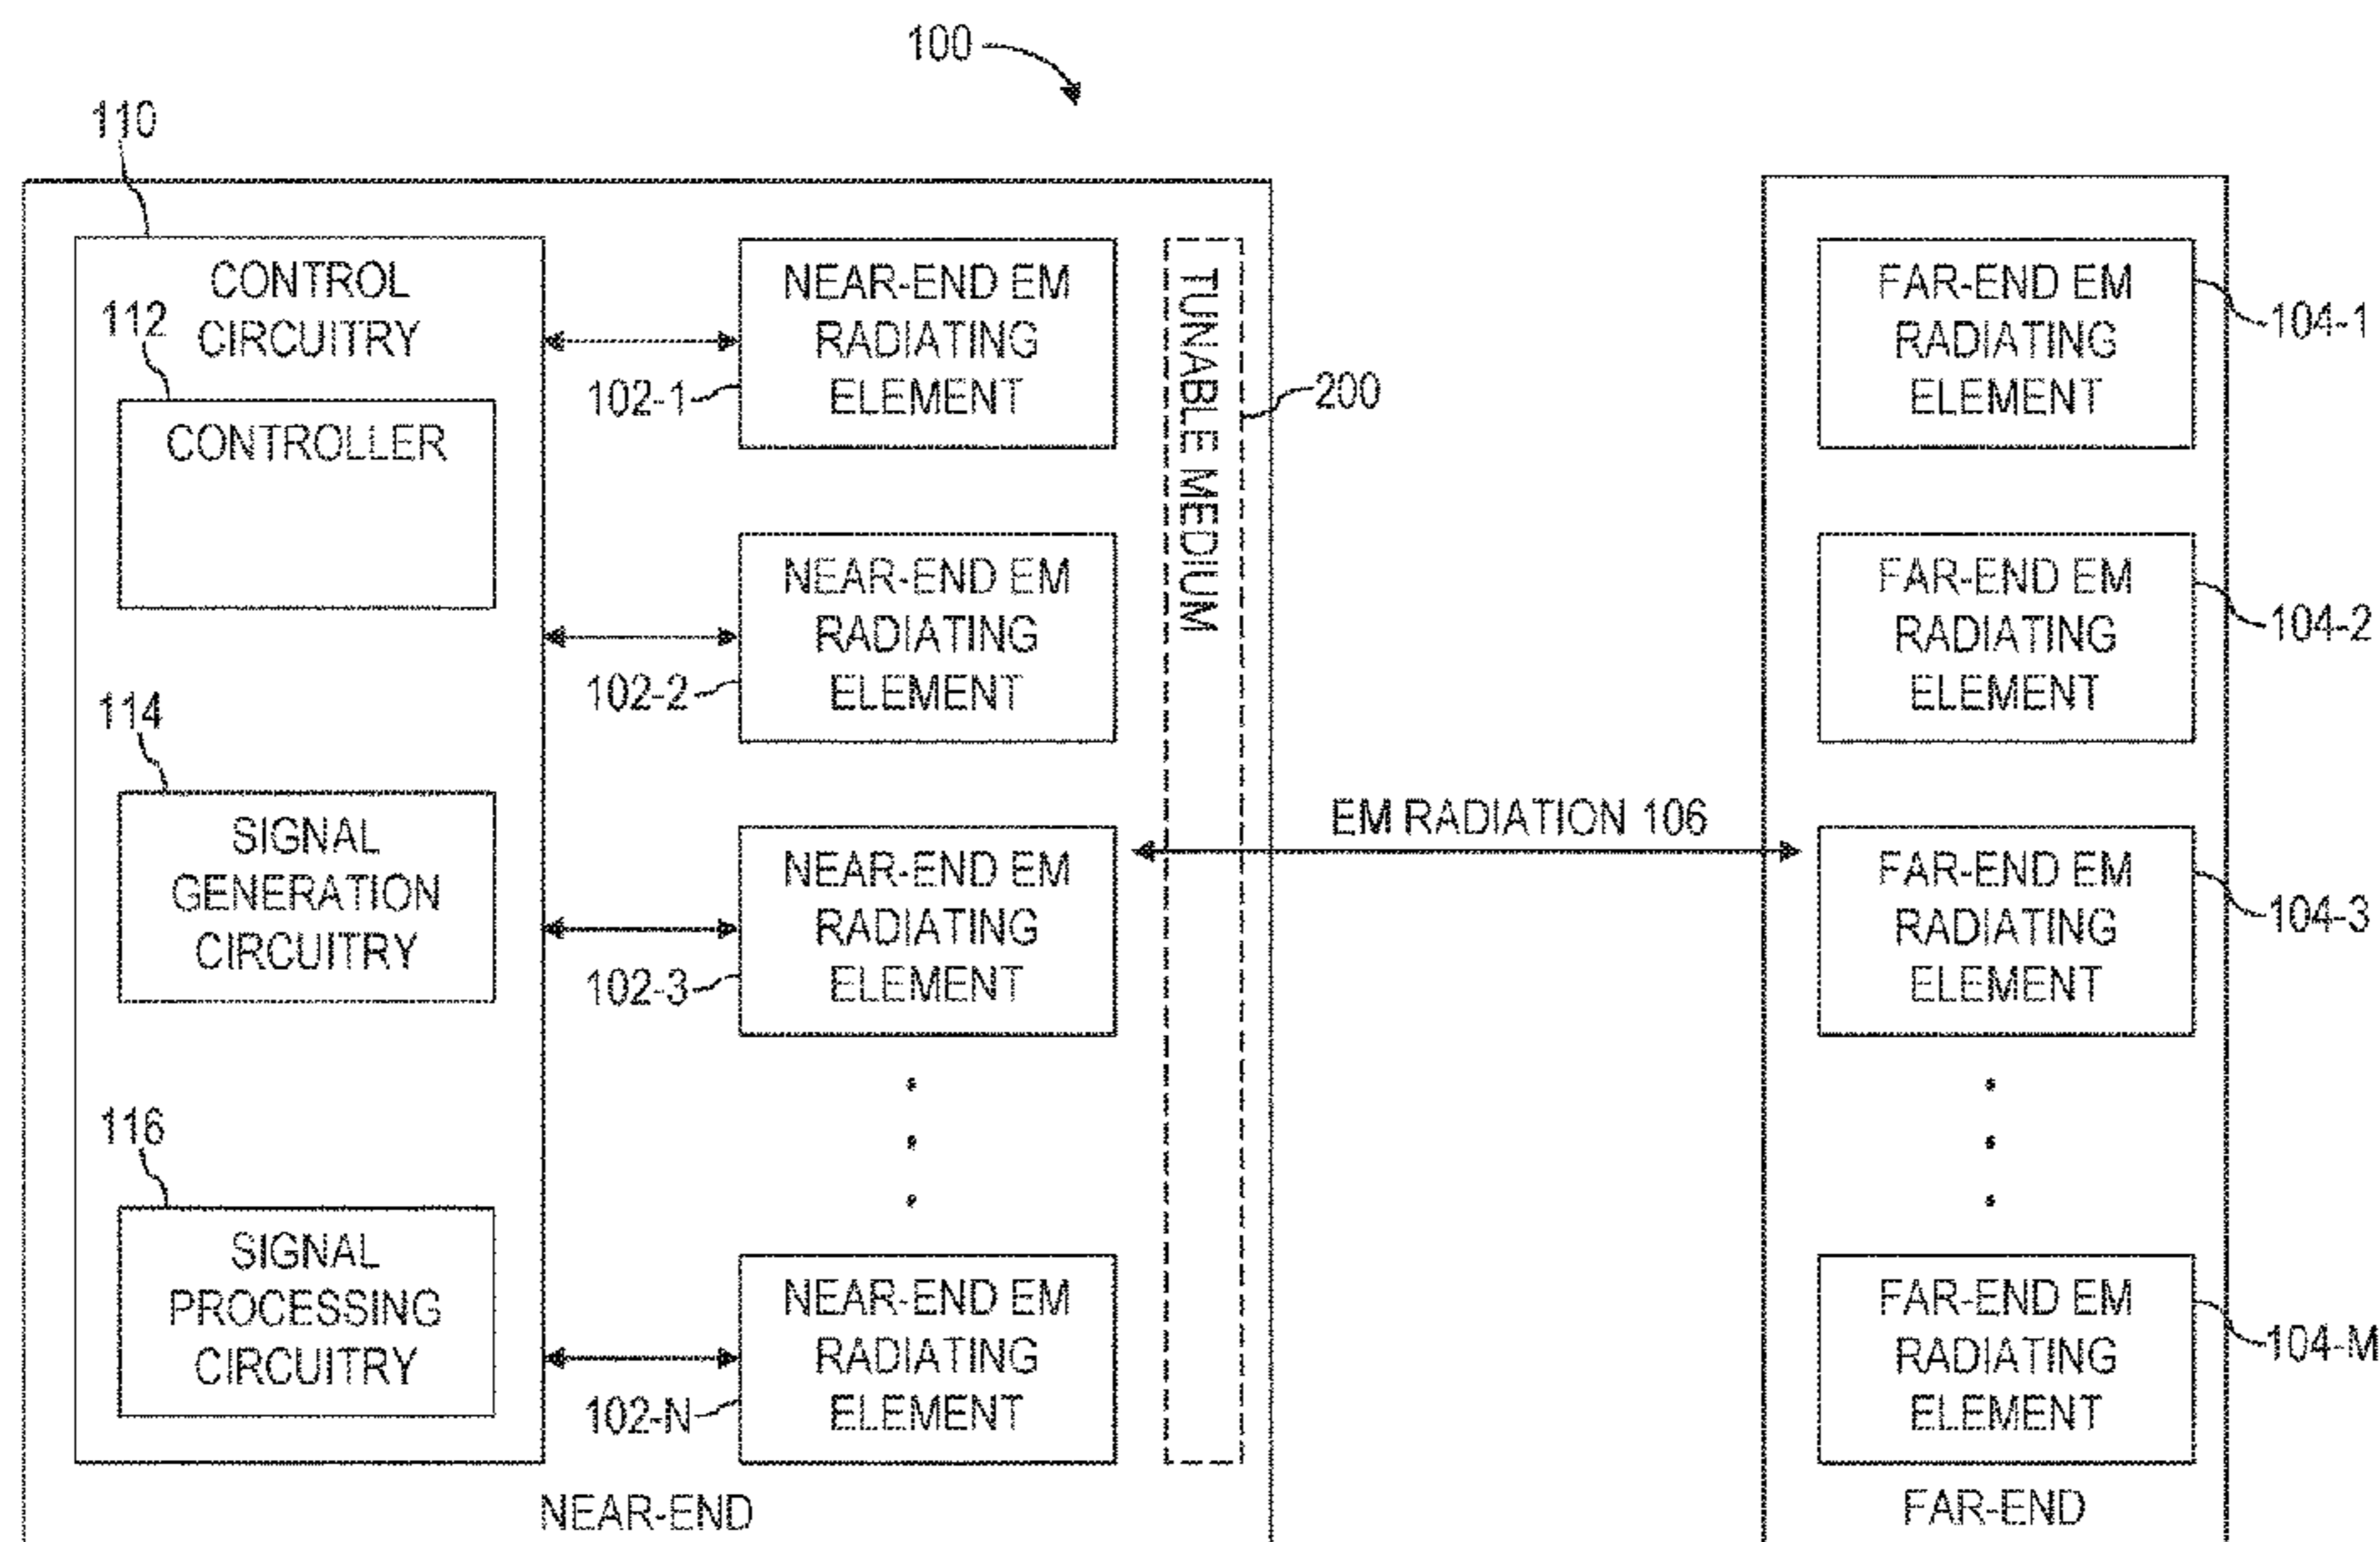 100
110
CONTROL
CIRCUITRY
112
CONTROLLER
114
SIGNAL
GENERATION
CIRCUITRY
116
SIGNAL
PROCESSING
CIRCUITRY
NEAR-END EM
RADIATING
ELEMENT
102-1
NEAR-END EM
RADIATING
ELEMENT
102-2
NEAR-END EM
RADIATING
ELEMENT
102-3
NEAR-END EM
RADIATING
ELEMENT
102-N
TUNABLE MEDIUM
200
NEAR-END
EM RADIATION 106
FAR-END EM
RADIATING
ELEMENT
104-1
FAR-END EM
RADIATING
ELEMENT
104-2
FAR-END EM
RADIATING
ELEMENT
104-3
FAR-END EM
RADIATING
ELEMENT
104-M
FAR-END